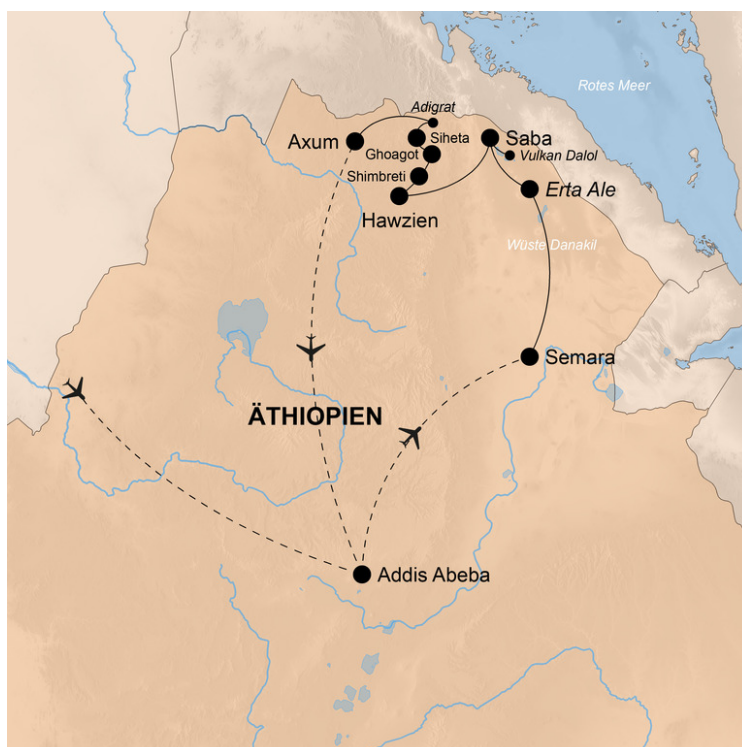 Rotes Meer
Adigrat
Axum
Siheta
Saba
Ghoagot
Vulkan Dalol
Shimbreti
Erta Ale
Hawzien
Wüste Danakil
Semara
ÄTHIOPIEN
Addis Abeba